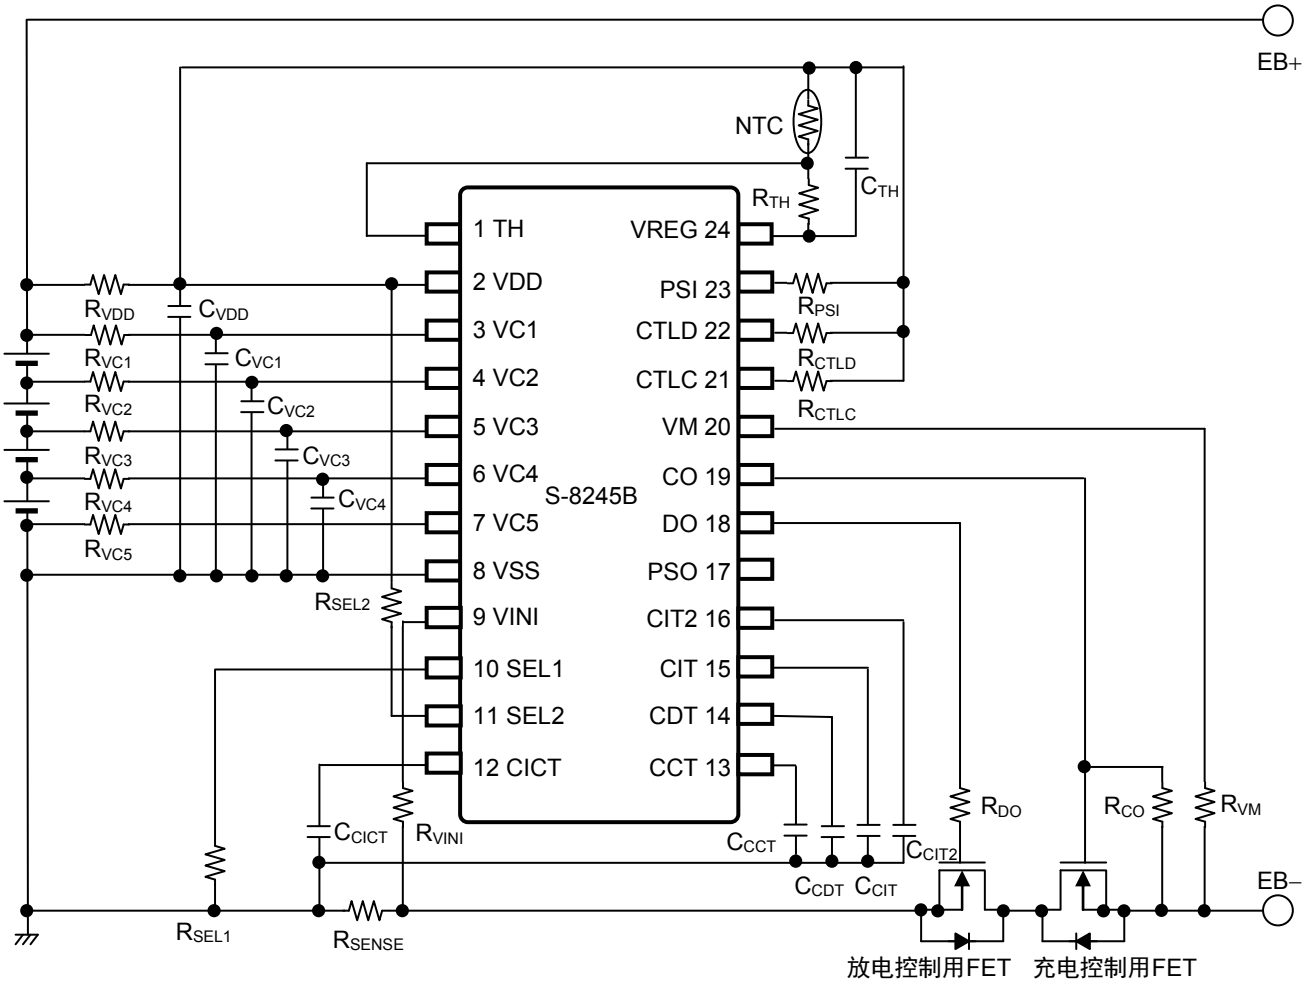 EB+
NTC
RTH
CTH
1 TH
VREG 24
2 VDD
PSI 23
RVDD
CVDD
RPSI
3 VC1
CTLD 22
RVC1
CVC1
RCTLD
4 VC2
CTLC 21
RVC2
CVC2
RCTLC
5 VC3
VM 20
RVC3
CVC3
6 VC4
CO 19
RVC4
CVC4
S-8245B
7 VC5
DO 18
RVC5
8 VSS
PSO 17
RSEL2
9 VINI
CIT2 16
10 SEL1
CIT 15
11 SEL2
CDT 14
12 CICT
CCT 13
RDO
RCO
RVM
CCICT
RVINI
CCCT
CCIT2
CCDT
CCIT
EB−
RSEL1
RSENSE
放电控制用FET
充电控制用FET